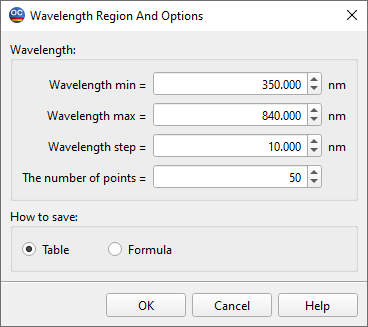 OC Wavelength Region And Options
Wavelength:
Wavelength min = 350.000 nm
Wavelength max = 840.000 nm
Wavelength step = 10.000 nm
The number of points = 50
How to save:
Table Formula
OK Cancel Help